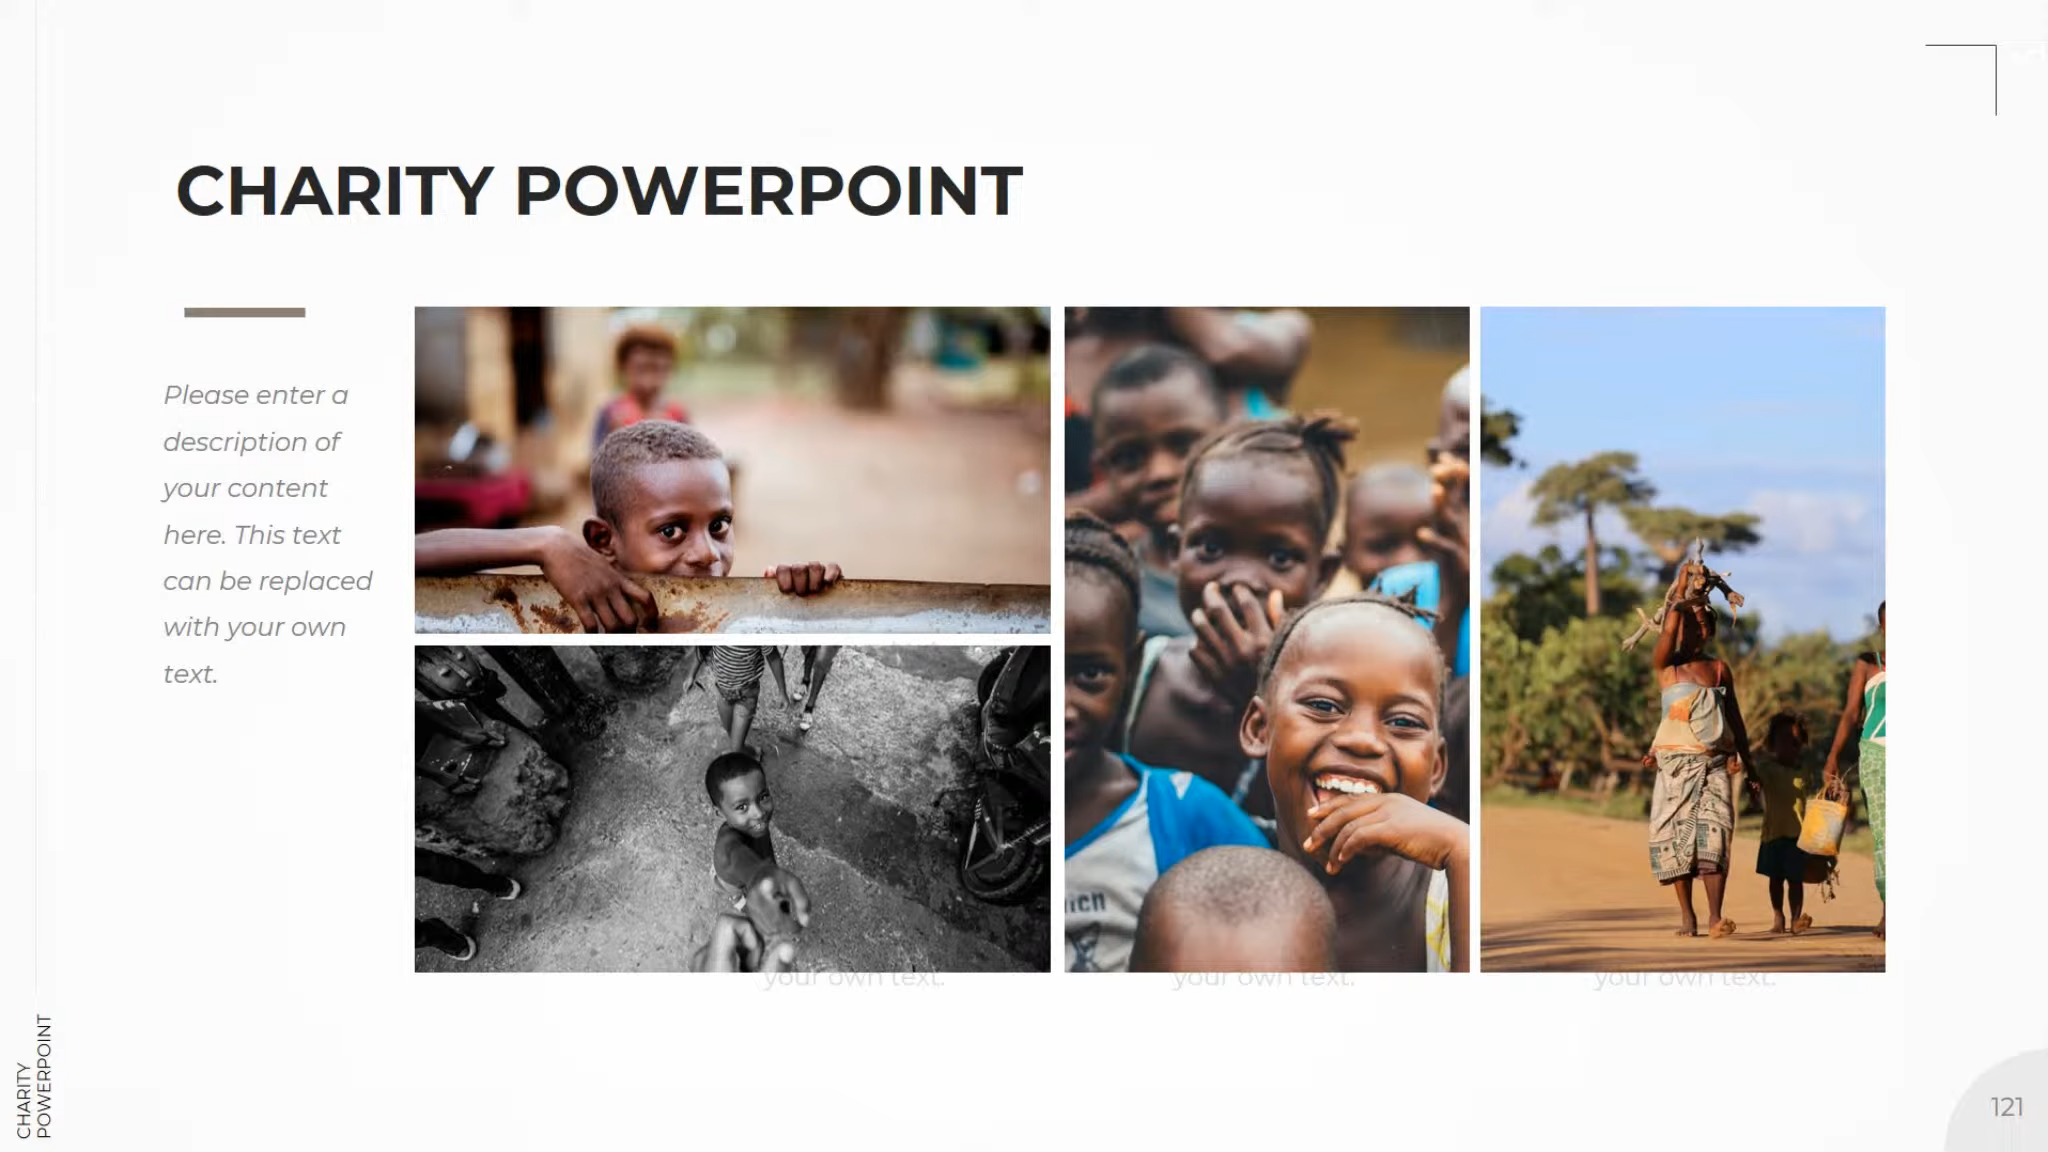 CHARITY POWERPOINT
Please enter a
description of
your content
here. This text
can be replaced
with your own
text.
your own text.
your own text.
your own text.
CHARITY
POWERPOINT
121